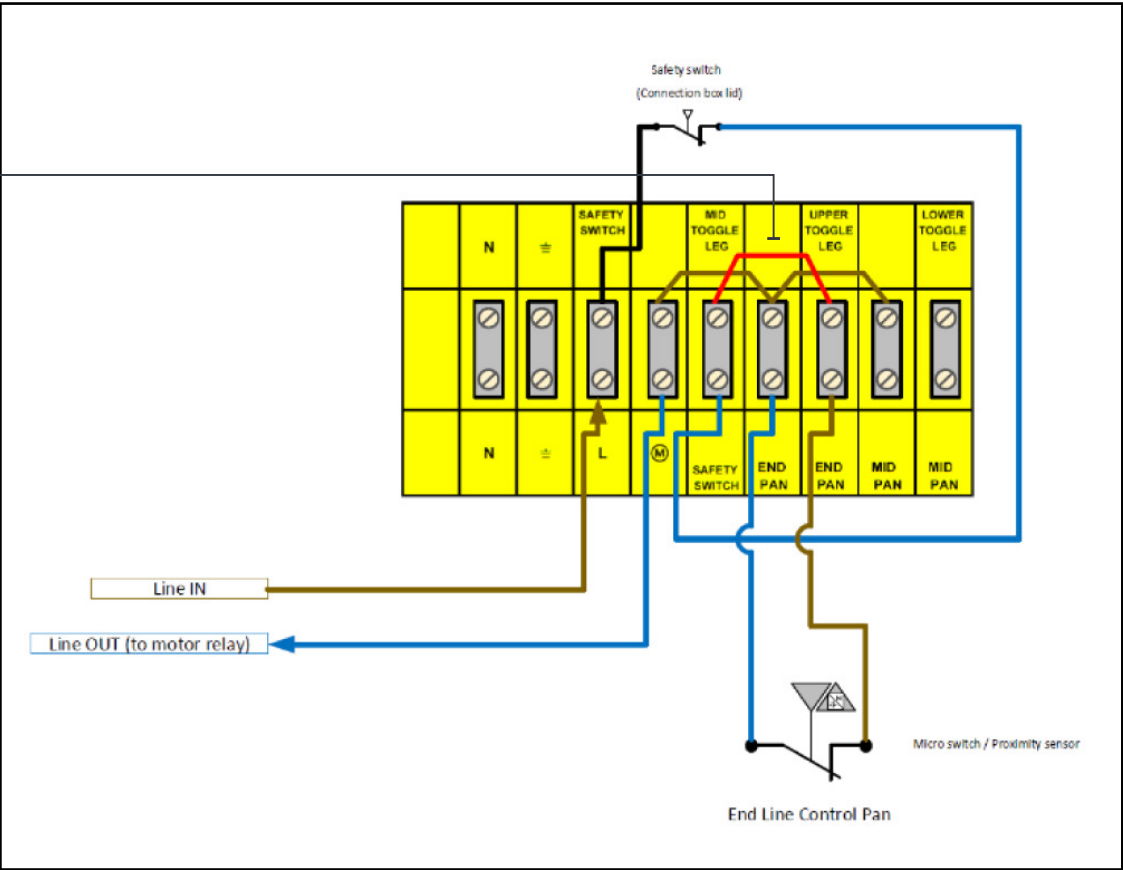 Safety switch
(Connection box lid)
SAFETY
SWITCH
MID
TOGGLE
LEG
UPPER
TOGGLE
LEG
LOWER
TOGGLE
LEG
N
N
L
M
SAFETY
SWITCH
END
PAN
END
PAN
MID
PAN
MID
PAN
Line IN
Line OUT (to motor relay)
Micro switch / Proximity sensor
End Line Control Pan